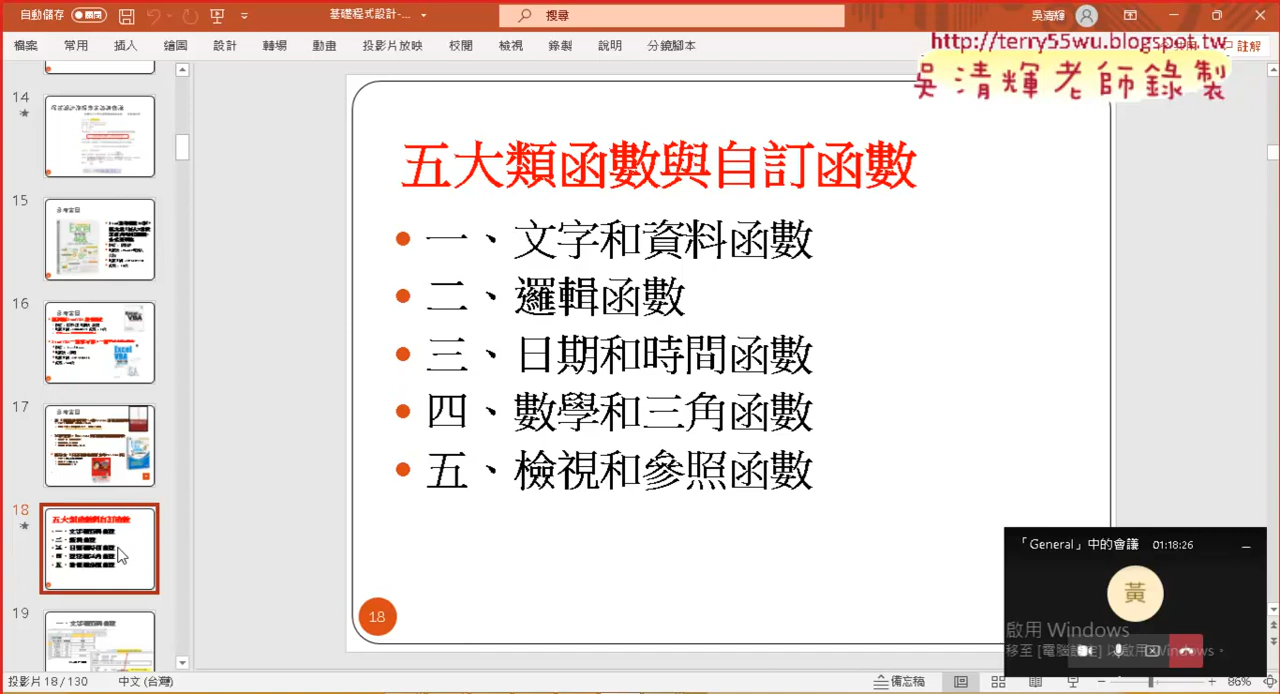 自動儲存
基礎程式設計-...
搜尋
吳清輝
檔案 常用 插入 繪圖 設計 轉場 動畫 投影片放映 校閱 檢視 錄製 說明 分鏡腳本
註解
http://terry55wu.blogspot.tw
吳清輝老師錄製
14
15
16
17
18
19
五大類函數與自訂函數
一、文字和資料函數
二、邏輯函數
三、日期和時間函數
四、數學和三角函數
五、檢視和參照函數
18
「General」中的會議 01:18:26
黃
啟用 Windows
移至 [電腦設定] 以啟用 Windows。
投影片 18 / 130 中文 (台灣) 備忘稿 86%